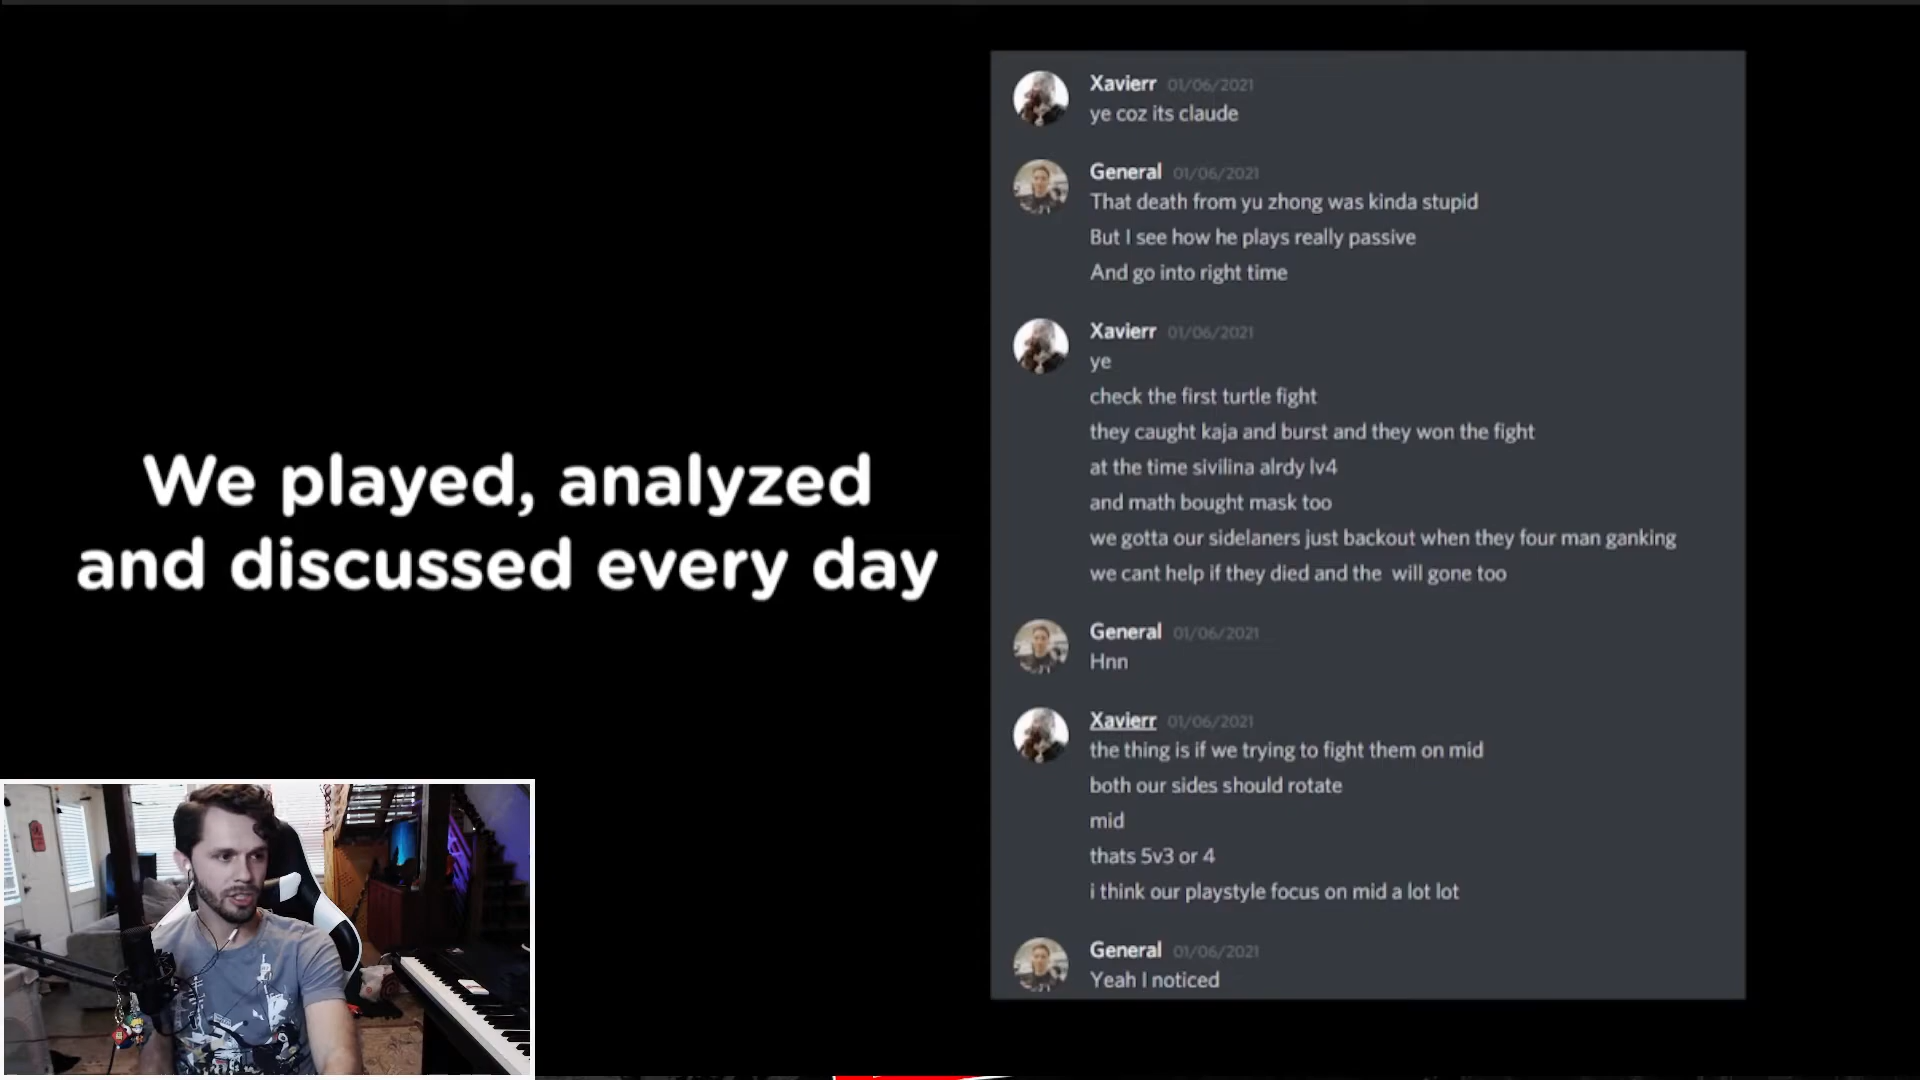 We played, analyzed
and discussed every day
Xavierr 01/06/2021
ye coz its claude
General 01/06/2021
That death from yu zhong was kinda stupid
But I see how he plays really passive
And go into right time
Xavierr 01/06/2021
ye
check the first turtle fight
they caught kaja and burst and they won the fight
at the time sivilina alrdy lv4
and math bought mask too
we gotta our sidelaners just backout when they four man ganking
we cant help if they died and the will gone too
General 01/06/2021
Hnn
Xavierr 01/06/2021
the thing is if we trying to fight them on mid
both our sides should rotate
mid
thats 5v3 or 4
i think our playstyle focus on mid a lot lot
General 01/06/2021
Yeah I noticed